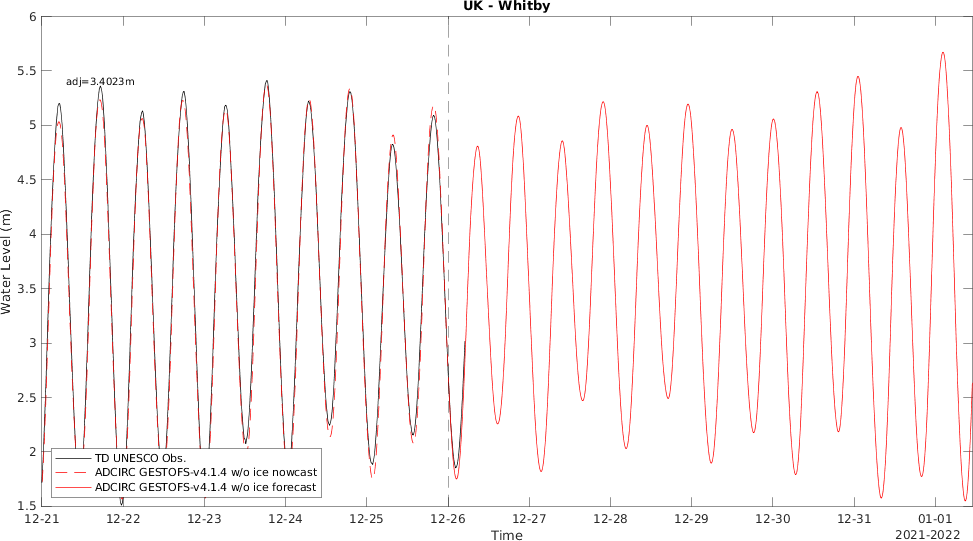 UK - Whitby
6
5.5
adj=3.4023m
5
4.5
4
3.5
3
2.5
2
1.5
Water Level (m)
TD UNESCO Obs.
ADCIRC GESTOFS-v4.1.4 w/o ice nowcast
ADCIRC GESTOFS-v4.1.4 w/o ice forecast
12-21 12-22 12-23 12-24 12-25 12-26 12-27 12-28 12-29 12-30 12-31 01-01
Time
2021-2022